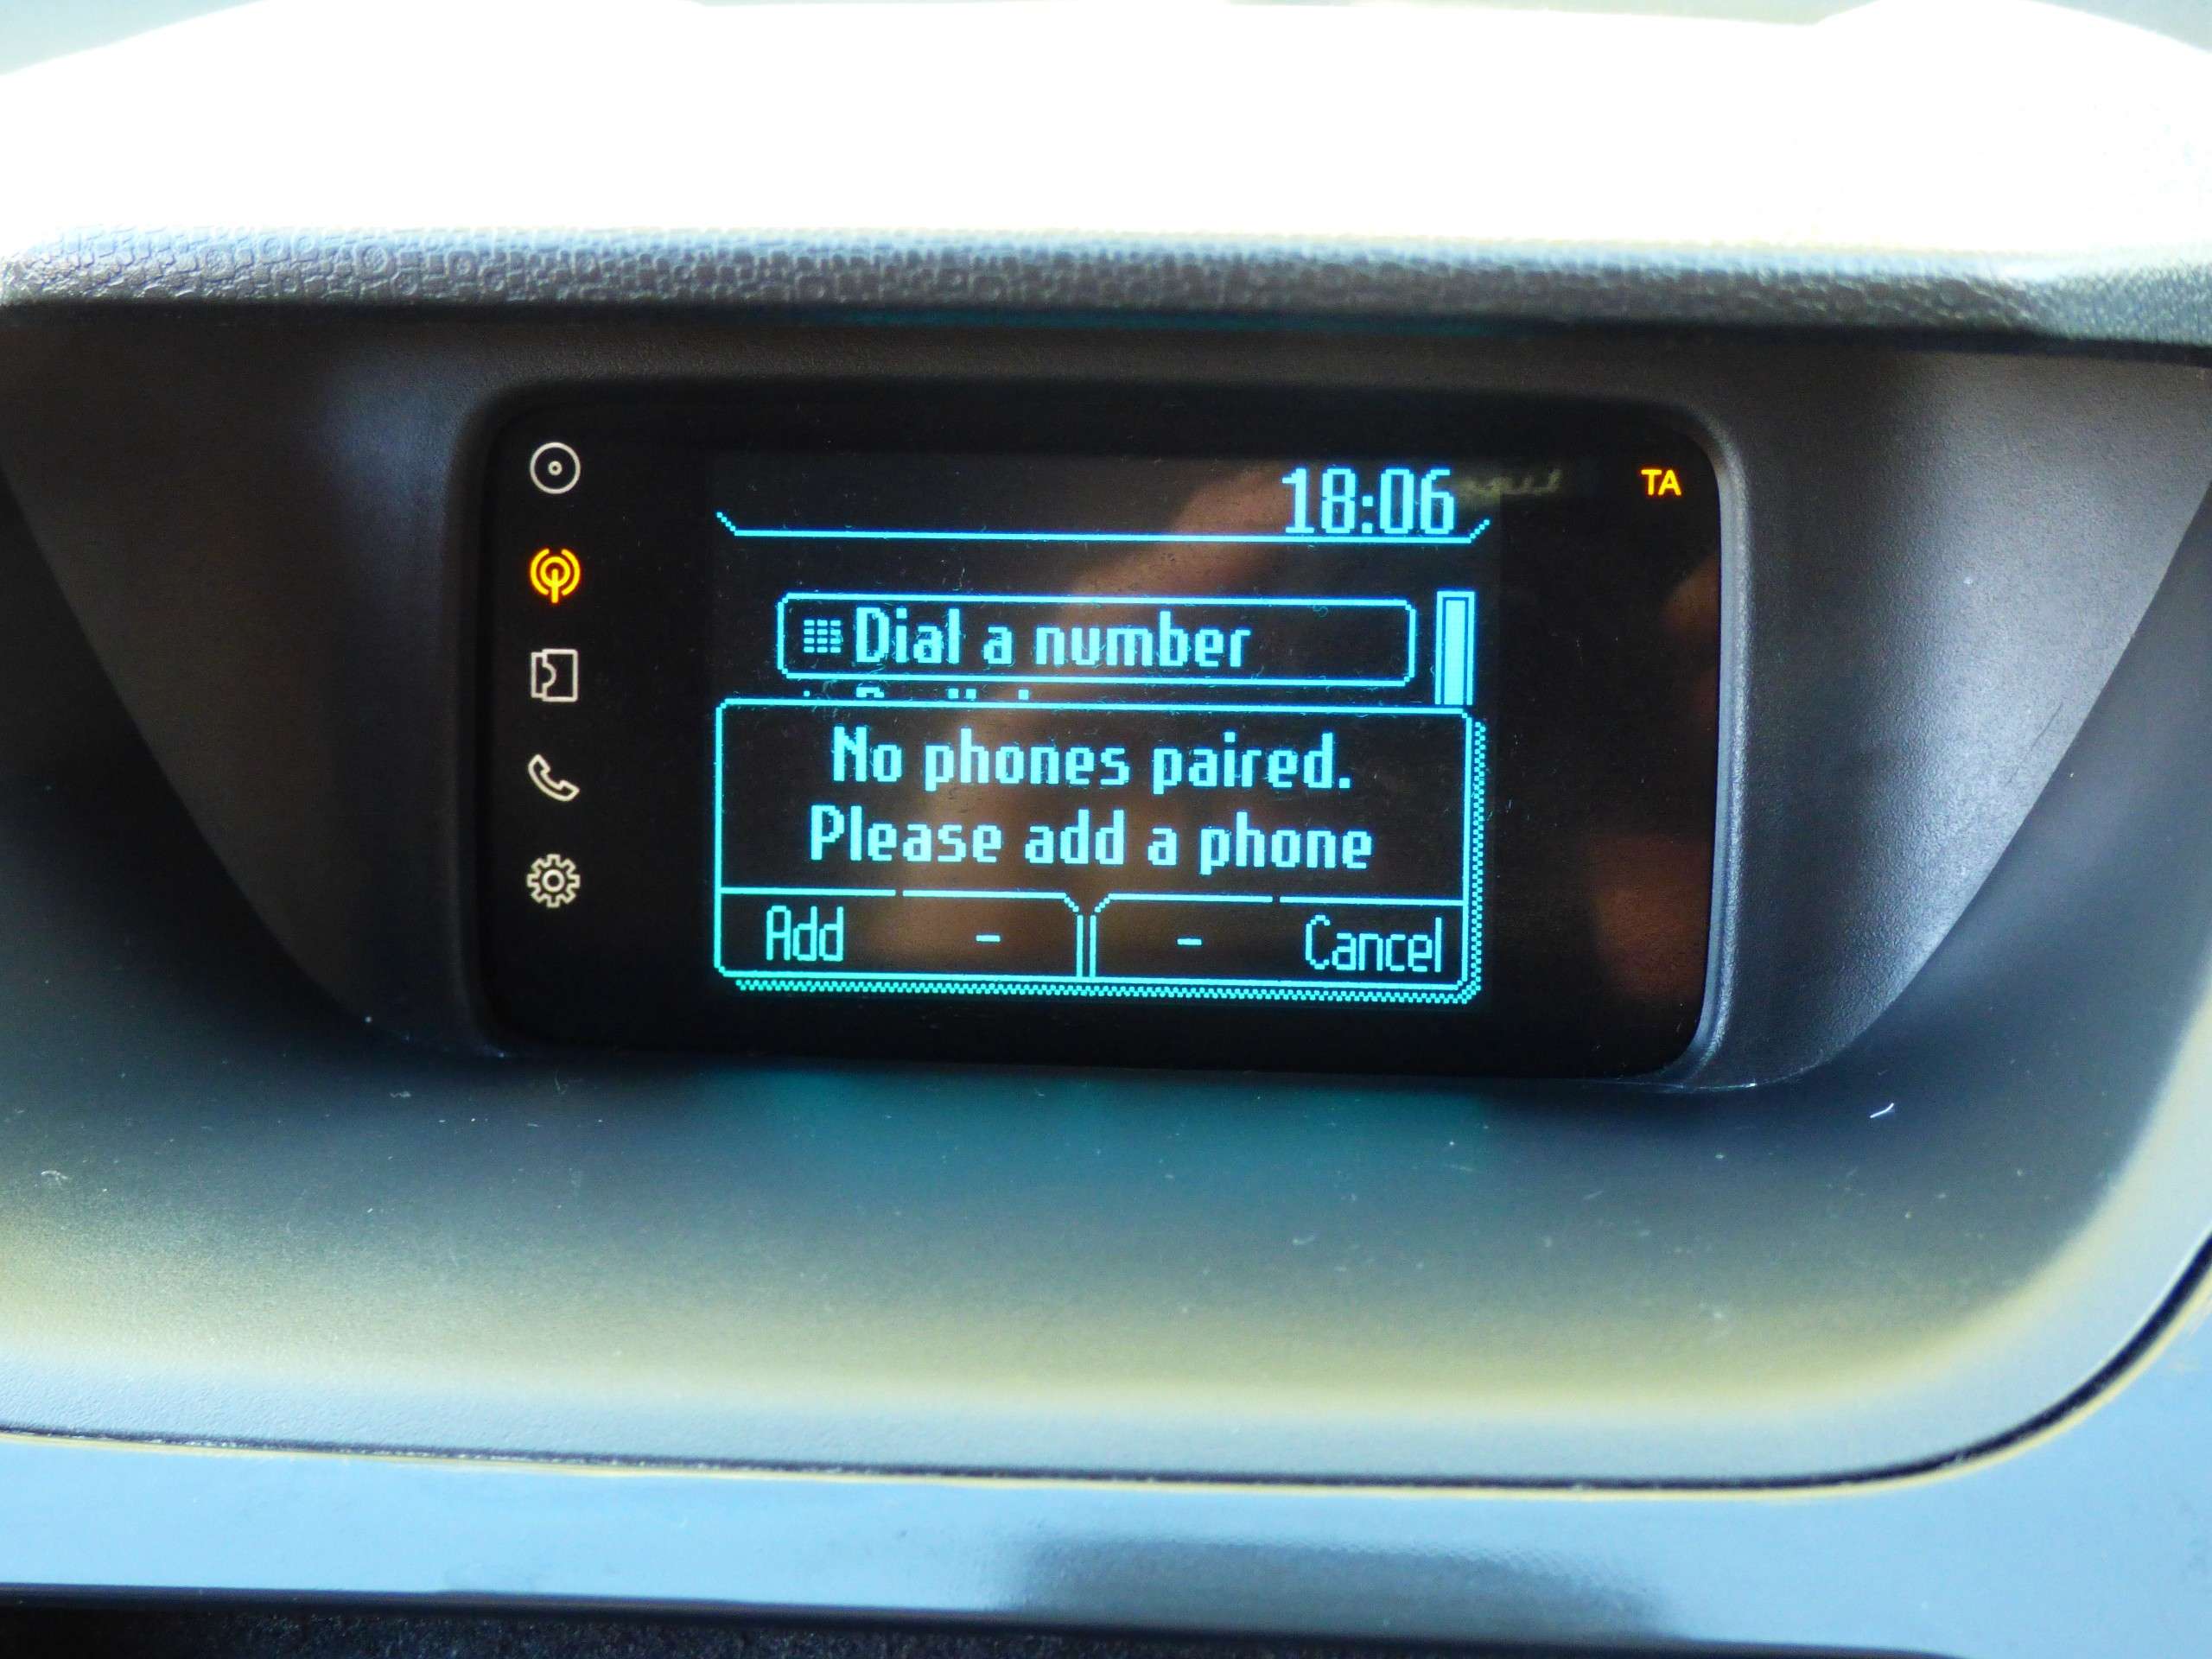 18:06
TA
Dial a number
No phones paired.
Please add a phone
Add - - Cancel